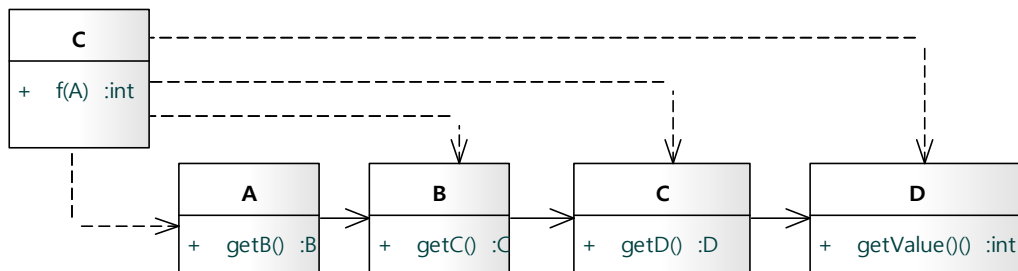 C
+ f(A) :int
A
+ getB() :B
B
+ getC() :C
C
+ getD() :D
D
+ getValue()() :int